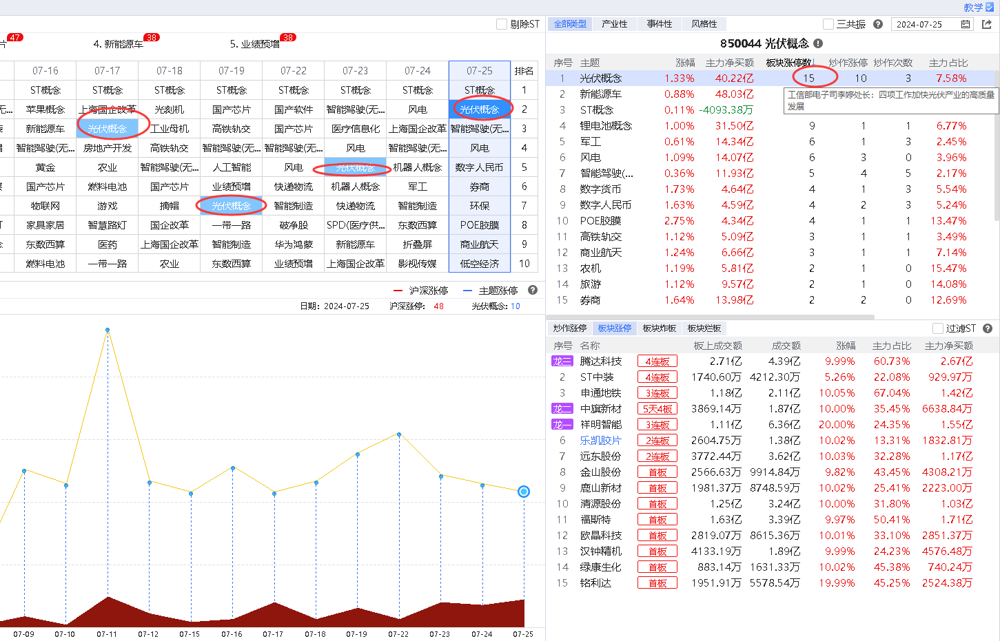 教学
剔除ST
片 47
4. 新能源车 38
5. 业绩预增 38
07-16 07-17 07-18 07-19 07-22 07-23 07-24 07-25 排名
ST概念 ST概念 ST概念 ST概念 ST概念 ST概念 ST概念 ST概念 1
无... 苹果概念 上海国企改革 光刻机 国产芯片 国产软件 智能驾驶(无... 风电 光伏概念 2
新能源车 光伏概念 工业母机 高铁轨交 国产芯片 医疗信息化 上海国企改革 智能驾驶(无... 3
智能驾驶(无... 房地产开发 高铁轨交 智能驾驶(无... 智能驾驶(无... 风电 智能驾驶(无... 风电 4
黄金 农业 智能驾驶(无... 人工智能 风电 光伏概念 机器人概念 数字人民币 5
国产芯片 燃料电池 国产芯片 业绩预增 快递物流 机器人概念 军工 券商 6
物联网 游戏 摘帽 光伏概念 智能制造 快递物流 智能制造 环保 7
家具家居 智慧路灯 国企改革 一带一路 破净股 SPD(医疗供... 东数西算 POE胶膜 8
东数西算 医药 上海国企改革 智能制造 华为鸿蒙 新能源车 折叠屏 商业航天 9
燃料电池 一带一路 农业 东数西算 业绩预增 上海国企改革 影视传媒 低空经济 10
沪深涨停 主题涨停 ?
日期: 2024-07-25 沪深涨停: 48 光伏概念: 10
07-09 07-10 07-11 07-12 07-15 07-16 07-17 07-18 07-19 07-22 07-23 07-24 07-25
全部类型 产业性 事件性 风格性 三共振 ? 2024-07-25
850044 光伏概念 !
序号 主题 涨幅 主力净买额 板块涨停数↓ 炒作涨停 炒作次数 主力占比
1 光伏概念 1.33% 40.22亿 15 10 3 7.58%
2 新能源车 0.88% 48.03亿
3 ST概念 0.11% -4093.38万
工信部电子司李婷处长：四项工作加快光伏产业的高质量
发展
4 锂电池概念 1.00% 31.50亿 9 1 1 6.77%
5 军工 0.61% 14.34亿 6 1 3 2.45%
6 风电 1.09% 14.07亿 6 3 0 3.96%
7 智能驾驶(... 0.36% 11.93亿 5 4 5 2.17%
8 数字货币 1.73% 4.64亿 4 1 3 5.54%
9 数字人民币 1.63% 4.59亿 4 2 3 5.24%
10 POE胶膜 2.75% 4.34亿 4 1 1 13.47%
11 高铁轨交 1.12% 5.09亿 3 1 1 3.49%
12 商业航天 1.24% 6.66亿 3 1 1 7.14%
13 农机 1.19% 5.81亿 2 1 0 15.47%
14 旅游 1.12% 9.57亿 2 1 0 14.08%
15 券商 1.64% 13.98亿 2 2 0 12.69%
炒作涨停 板块涨停 板块炸板 板块烂板 过滤ST ?
序号 名称 板上成交额 成交额 涨幅 主力占比 主力净买额
龙三 腾达科技 4连板 2.71亿 4.39亿 9.99% 60.73% 2.67亿
2 ST中装 4连板 1740.60万 4212.30万 5.26% 22.08% 929.97万
3 申通地铁 3连板 1.18亿 2.11亿 10.05% 67.04% 1.42亿
龙二 中旗新材 5天4板 3869.14万 1.87亿 10.00% 35.45% 6638.84万
龙一 祥明智能 3连板 1.11亿 6.36亿 20.00% 24.35% 1.55亿
6 乐凯胶片 2连板 2604.75万 1.38亿 10.02% 13.31% 1832.81万
7 远东股份 2连板 3772.44万 3.62亿 10.03% 32.28% 1.17亿
8 金山股份 首板 2566.63万 9914.84万 9.82% 43.45% 4308.21万
9 鹿山新材 首板 1981.37万 8748.59万 10.02% 25.41% 2223.00万
10 清源股份 首板 1.25亿 3.24亿 10.00% 31.80% 1.03亿
11 福斯特 首板 1.63亿 3.39亿 9.97% 50.41% 1.71亿
12 欧晶科技 首板 2819.07万 8615.36万 10.01% 33.10% 2851.37万
13 汉钟精机 首板 4133.19万 1.89亿 9.99% 24.23% 4576.48万
14 绿康生化 首板 883.14万 1631.33万 10.02% 45.38% 740.24万
15 铭利达 首板 1951.91万 5578.54万 19.99% 45.25% 2524.38万